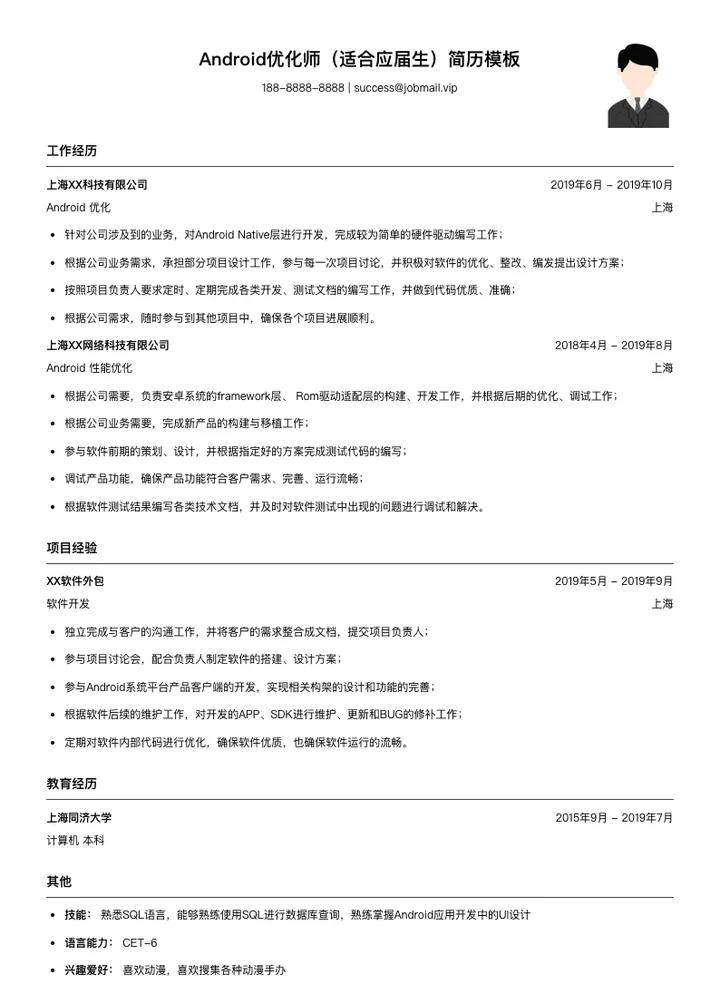 Android优化师（适合应届生）简历模板
188-8888-8888 | success@jobmail.vip
工作经历
上海XX科技有限公司 2019年6月 - 2019年10月
Android 优化 上海
• 针对公司涉及到的业务，对Android Native层进行开发，完成较为简单的硬件驱动编写工作；
• 根据公司业务需求，承担部分项目设计工作，参与每一次项目讨论，并积极对软件的优化、整改、编发提出设计方案；
• 按照项目负责人要求定时、定期完成各类开发、测试文档的编写工作，并做到代码优质、准确；
• 根据公司需求，随时参与到其他项目中，确保各个项目进展顺利。
上海XX网络科技有限公司 2018年4月 - 2019年8月
Android 性能优化 上海
• 根据公司需要，负责安卓系统的framework层、 Rom驱动适配层的构建、开发工作，并根据后期的优化、调试工作；
• 根据公司业务需要，完成新产品的构建与移植工作；
• 参与软件前期的策划、设计，并根据指定好的方案完成测试代码的编写；
• 调试产品功能，确保产品功能符合客户需求、完善、运行流畅；
• 根据软件测试结果编写各类技术文档，并及时对软件测试中出现的问题进行调试和解决。
项目经验
XX软件外包 2019年5月 - 2019年9月
软件开发 上海
• 独立完成与客户的沟通工作，并将客户的需求整合成文档，提交项目负责人；
• 参与项目讨论会，配合负责人制定软件的搭建、设计方案；
• 参与Android系统平台产品客户端的开发，实现相关构架的设计和功能的完善；
• 根据软件后续的维护工作，对开发的APP、SDK进行维护、更新和BUG的修补工作；
• 定期对软件内部代码进行优化，确保软件优质，也确保软件运行的流畅。
教育经历
上海同济大学 2015年9月 - 2019年7月
计算机 本科
其他
• 技能： 熟悉SQL语言，能够熟练使用SQL进行数据库查询，熟练掌握Android应用开发中的UI设计
• 语言能力： CET-6
• 兴趣爱好： 喜欢动漫，喜欢搜集各种动漫手办